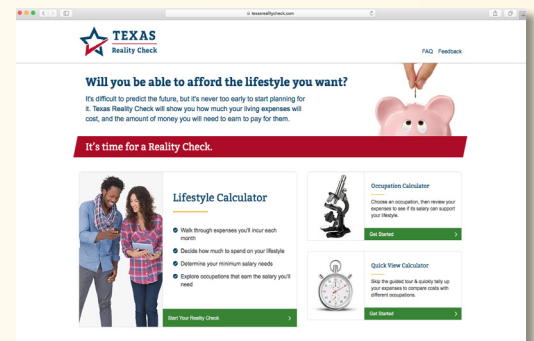 texasrealitycheck.com
TEXAS
Reality Check
FAQ Feedback
Will you be able to afford the lifestyle you want?
It's difficult to predict the future, but it's never too early to start planning for
it. Texas Reality Check will show you how much your living expenses will
cost, and the amount of money you will need to earn to pay for them.
It's time for a Reality Check.
Lifestyle Calculator
Walk through expenses you'll incur each
month
Decide how much to spend on your lifestyle
Determine your minimum salary needs
Explore occupations that earn the salary you'll
need
Start Your Reality Check
Occupation Calculator
Choose an occupation, then review your
expenses to see if its salary can support
your lifestyle.
Get Started
Quick View Calculator
Skip the guided tour & quickly tally up
your expenses to compare costs with
different occupations.
Get Started